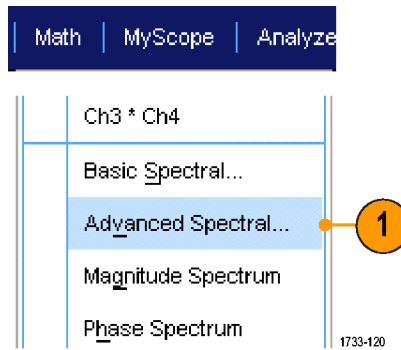 Math | MyScope | Analyze
Ch3 * Ch4
Basic Spectral...
Advanced Spectral...
1
Magnitude Spectrum
Phase Spectrum
1733-120